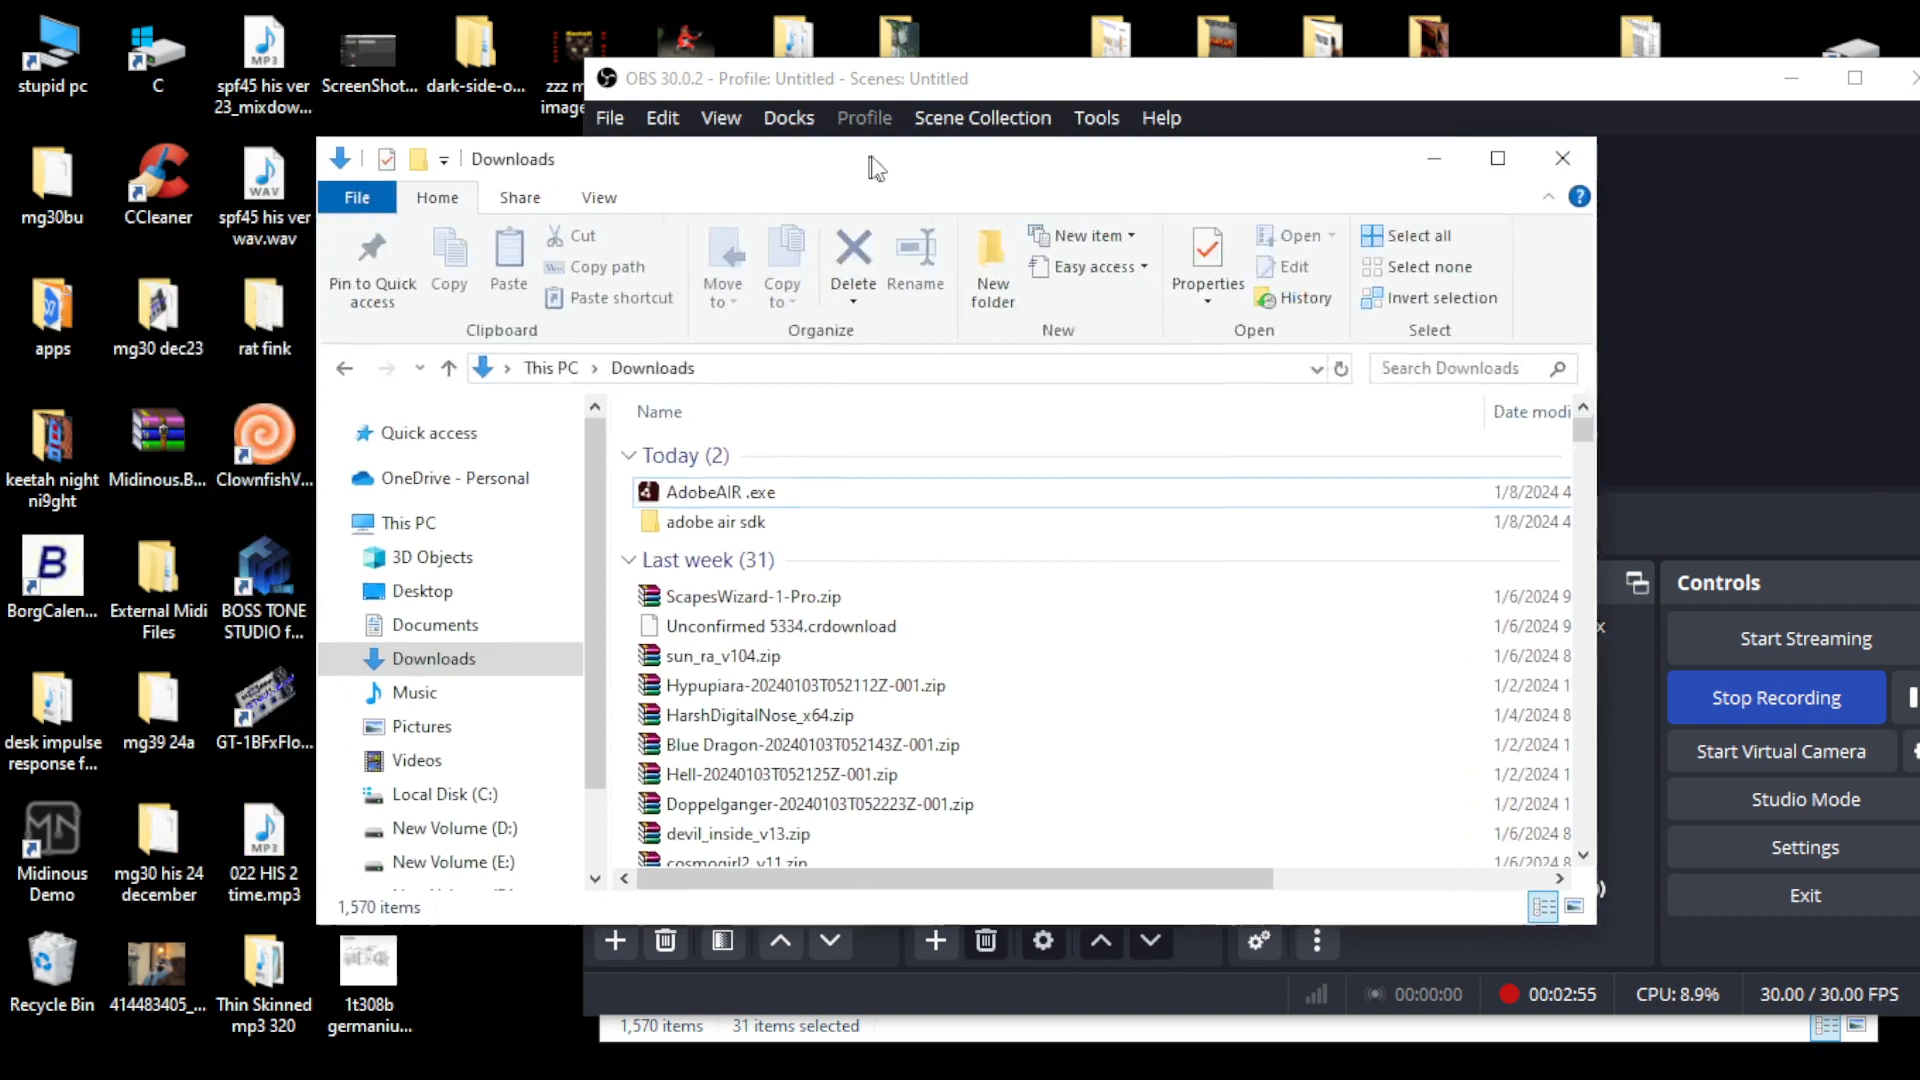 stupid pc
C
MP3
spf45 his ver
23_mixdow...
ScreenShot...
dark-side-o...
zzz m
image
OBS 30.0.2 - Profile: Untitled - Scenes: Untitled
File Edit View Docks Profile Scene Collection Tools Help
Downloads
File Home Share View
Pin to Quick
access
Copy
Paste
Cut
Copy path
Paste shortcut
Clipboard
Move
to
Copy
to
Delete
Rename
Organize
New
folder
New item
Easy access
New
Properties
Open
Edit
History
Open
Select all
Select none
Invert selection
Select
This PC > Downloads
Search Downloads
Quick access
OneDrive - Personal
This PC
3D Objects
Desktop
Documents
Downloads
Music
Pictures
Videos
Local Disk (C:)
New Volume (D:)
New Volume (E:)
Name Date modi
Today (2)
AdobeAIR .exe 1/8/2024 4
adobe air sdk 1/8/2024 4
Last week (31)
ScapesWizard-1-Pro.zip 1/6/2024 9
Unconfirmed 5334.crdownload 1/6/2024 9
sun_ra_v104.zip 1/6/2024 8
Hypupiara-20240103T052112Z-001.zip 1/2/2024 1
HarshDigitalNose_x64.zip 1/4/2024 8
Blue Dragon-20240103T052143Z-001.zip 1/2/2024 1
Hell-20240103T052125Z-001.zip 1/2/2024 1
Doppelganger-20240103T052223Z-001.zip 1/2/2024 1
devil_inside_v13.zip 1/6/2024 8
cosmogirl2_v11.zip 1/6/2024 8
1,570 items
mg30bu
CCleaner
WAV
spf45 his ver
wav.wav
apps
mg30 dec23
rat fink
keetah night
ni9ght
Midinous.B...
ClownfishV...
B
BorgCalen...
External Midi
Files
BOSS TONE
STUDIO f...
desk impulse
response f...
mg39 24a
GT-1BFxFlo...
Midinous
Demo
mg30 his 24
december
MP3
022 HIS 2
time.mp3
Recycle Bin
414483405_...
Thin Skinned
mp3 320
1t308b
germaniu...
Controls
Start Streaming
Stop Recording
Start Virtual Camera
Studio Mode
Settings
Exit
00:00:00
00:02:55
CPU: 8.9%
30.00 / 30.00 FPS
1,570 items 31 items selected